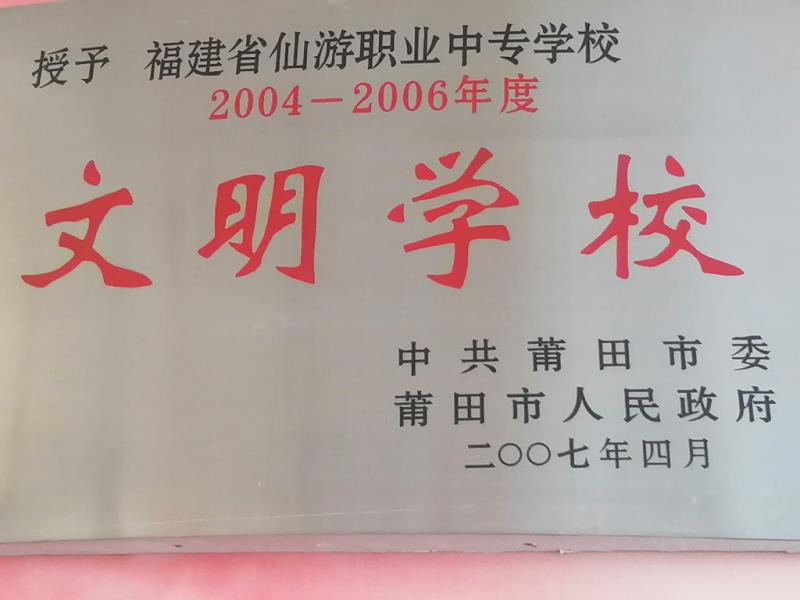 授予 福建省仙游职业中专学校
2004－2006年度
文明学校
中共莆田市委
莆田市人民政府
二〇〇七年四月